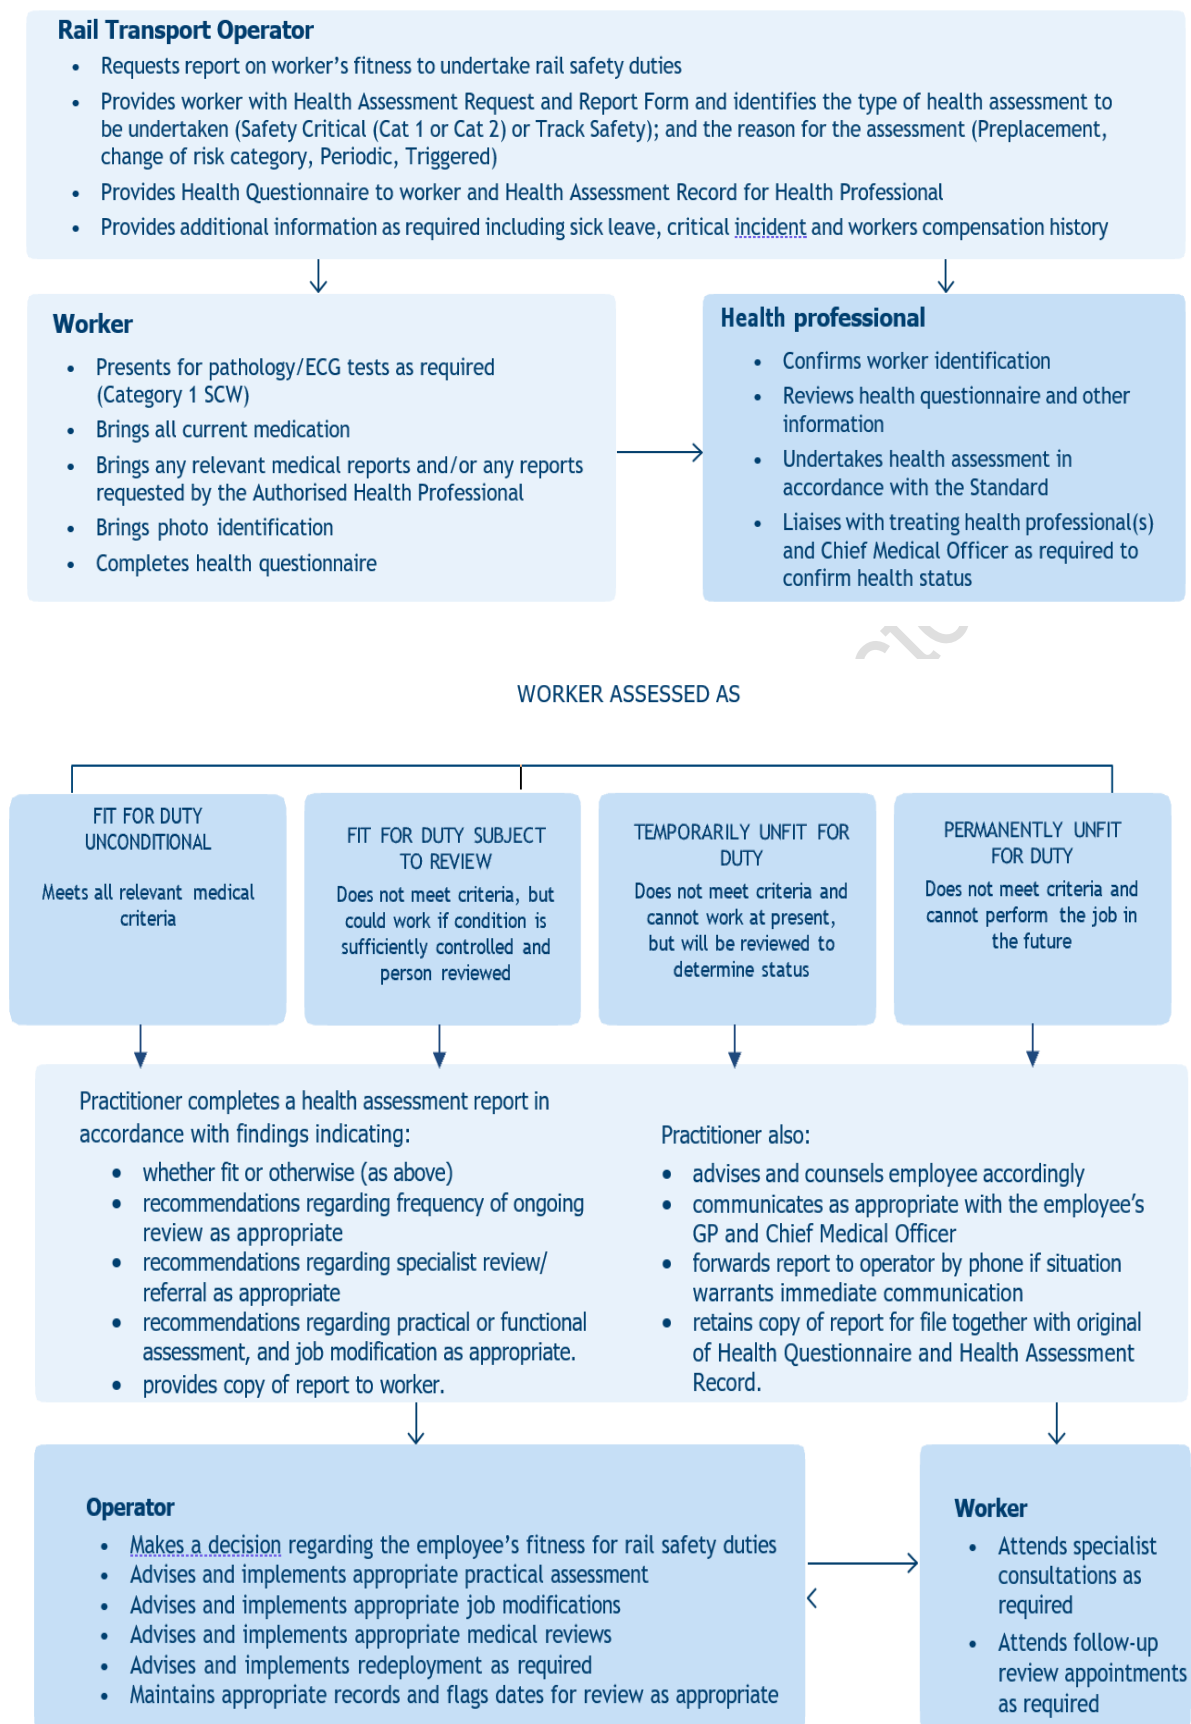 Rail Transport Operator
• Requests report on worker's fitness to undertake rail safety duties
• Provides worker with Health Assessment Request and Report Form and identifies the type of health assessment to
be undertaken (Safety Critical (Cat 1 or Cat 2) or Track Safety); and the reason for the assessment (Preplacement,
change of risk category, Periodic, Triggered)
• Provides Health Questionnaire to worker and Health Assessment Record for Health Professional
• Provides additional information as required including sick leave, critical incident and workers compensation history
Worker
• Presents for pathology/ECG tests as required
(Category 1 SCW)
• Brings all current medication
• Brings any relevant medical reports and/or any reports
requested by the Authorised Health Professional
• Brings photo identification
• Completes health questionnaire
Health professional
• Confirms worker identification
• Reviews health questionnaire and other
information
• Undertakes health assessment in
accordance with the Standard
• Liaises with treating health professional(s)
and Chief Medical Officer as required to
confirm health status
WORKER ASSESSED AS
FIT FOR DUTY
UNCONDITIONAL
Meets all relevant medical
criteria
FIT FOR DUTY SUBJECT
TO REVIEW
Does not meet criteria, but
could work if condition is
sufficiently controlled and
person reviewed
TEMPORARILY UNFIT FOR
DUTY
Does not meet criteria and
cannot work at present,
but will be reviewed to
determine status
PERMANENTLY UNFIT
FOR DUTY
Does not meet criteria and
cannot perform the job in
the future
Practitioner completes a health assessment report in
accordance with findings indicating:
• whether fit or otherwise (as above)
• recommendations regarding frequency of ongoing
review as appropriate
• recommendations regarding specialist review/
referral as appropriate
• recommendations regarding practical or functional
assessment, and job modification as appropriate.
• provides copy of report to worker.
Practitioner also:
• advises and counsels employee accordingly
• communicates as appropriate with the employee's
GP and Chief Medical Officer
• forwards report to operator by phone if situation
warrants immediate communication
• retains copy of report for file together with original
of Health Questionnaire and Health Assessment
Record.
Operator
• Makes a decision regarding the employee's fitness for rail safety duties
• Advises and implements appropriate practical assessment
• Advises and implements appropriate job modifications
• Advises and implements appropriate medical reviews
• Advises and implements redeployment as required
• Maintains appropriate records and flags dates for review as appropriate
Worker
• Attends specialist
consultations as
required
• Attends follow-up
review appointments
as required